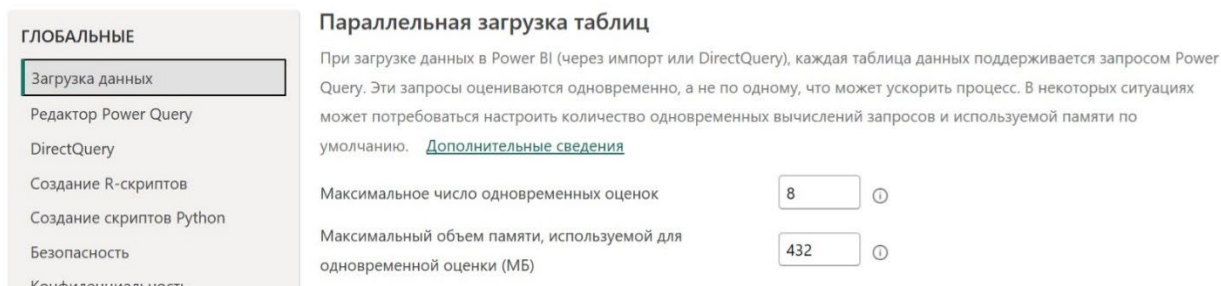 ГЛОБАЛЬНЫЕ
Загрузка данных
Редактор Power Query
DirectQuery
Создание R-скриптов
Создание скриптов Python
Безопасность
Конфиденциальность
Параллельная загрузка таблиц
При загрузке данных в Power BI (через импорт или DirectQuery), каждая таблица данных поддерживается запросом Power
Query. Эти запросы оцениваются одновременно, а не по одному, что может ускорить процесс. В некоторых ситуациях
может потребоваться настроить количество одновременных вычислений запросов и используемой памяти по
умолчанию. Дополнительные сведения
Максимальное число одновременных оценок 8
Максимальный объем памяти, используемой для
одновременной оценки (МБ) 432